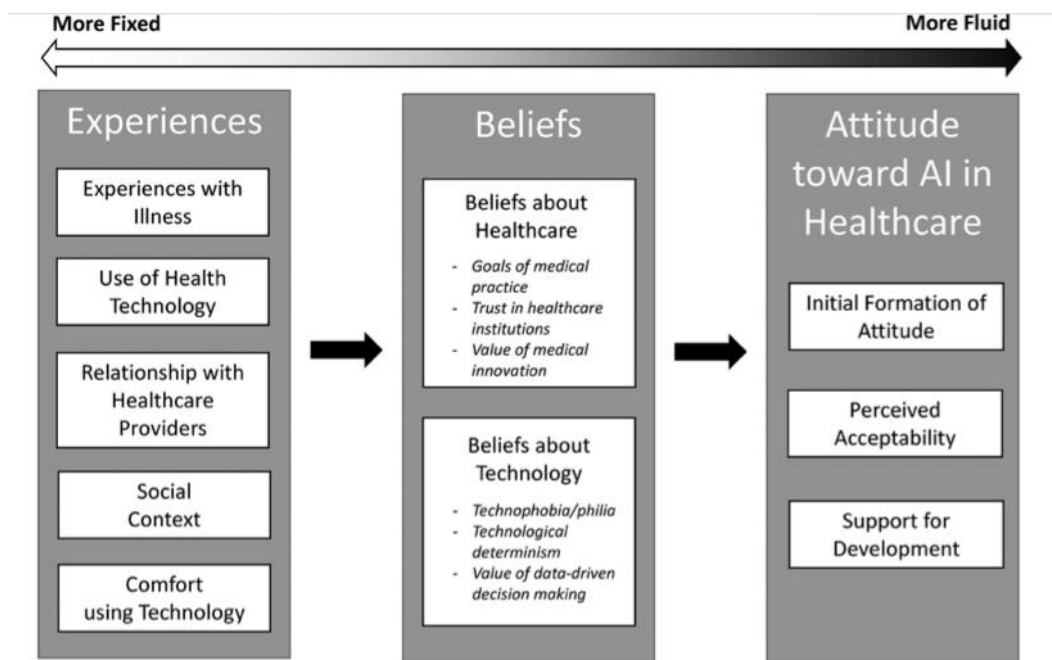 More Fixed
More Fluid
Experiences
Experiences with
Illness
Use of Health
Technology
Relationship with
Healthcare
Providers
Social
Context
Comfort
using Technology
Beliefs
Beliefs about
Healthcare
- Goals of medical
practice
- Trust in healthcare
institutions
- Value of medical
innovation
Beliefs about
Technology
- Technophobia/philia
- Technological
determinism
- Value of data-driven
decision making
Attitude
toward AI in
Healthcare
Initial Formation of
Attitude
Perceived
Acceptability
Support for
Development